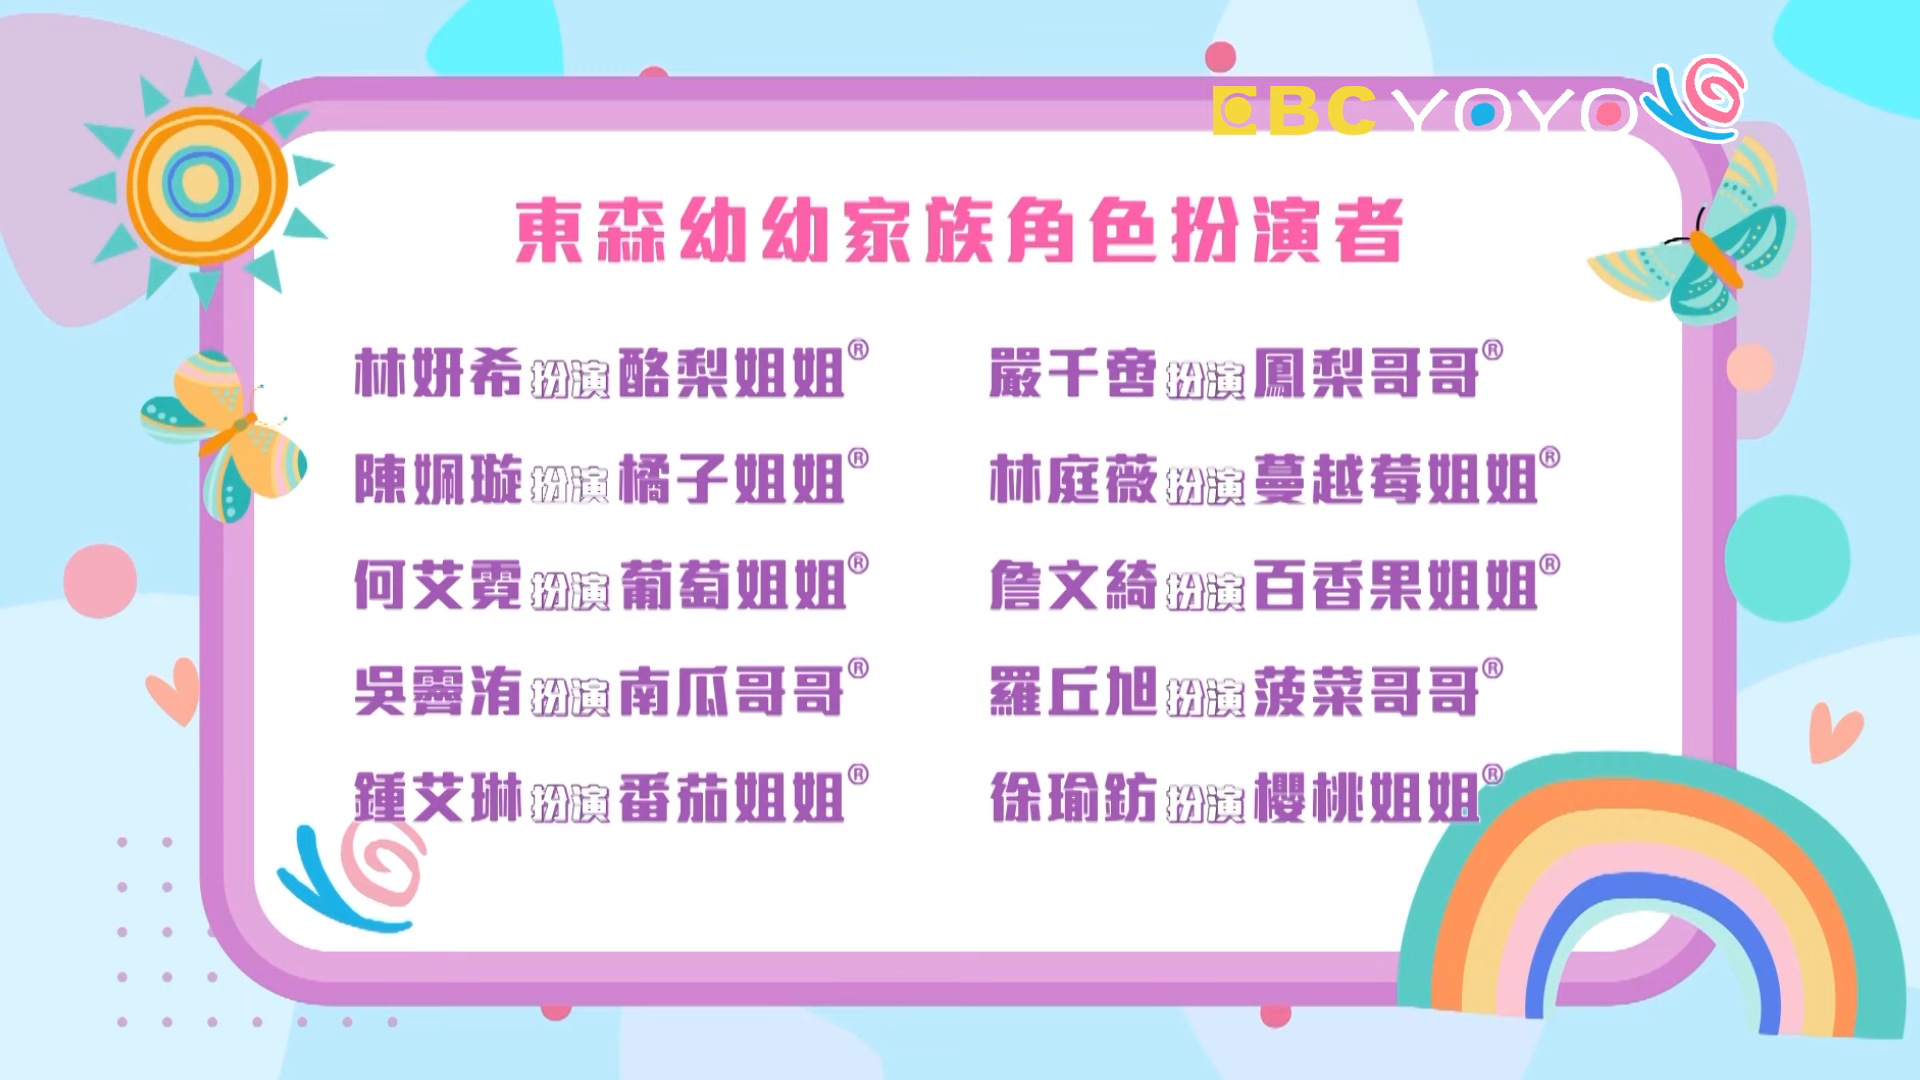 EBC YOYO
東森幼幼家族角色扮演者
林妍希扮演酪梨姐姐® 嚴千會扮演鳳梨哥哥®
陳姵璇扮演橘子姐姐® 林庭薇扮演蔓越莓姐姐®
何艾霓扮演葡萄姐姐® 詹文綺扮演百香果姐姐®
吳霽洧扮演南瓜哥哥® 羅丘旭扮演菠菜哥哥®
鍾艾琳扮演番茄姐姐® 徐瑜鈁扮演櫻桃姐姐®